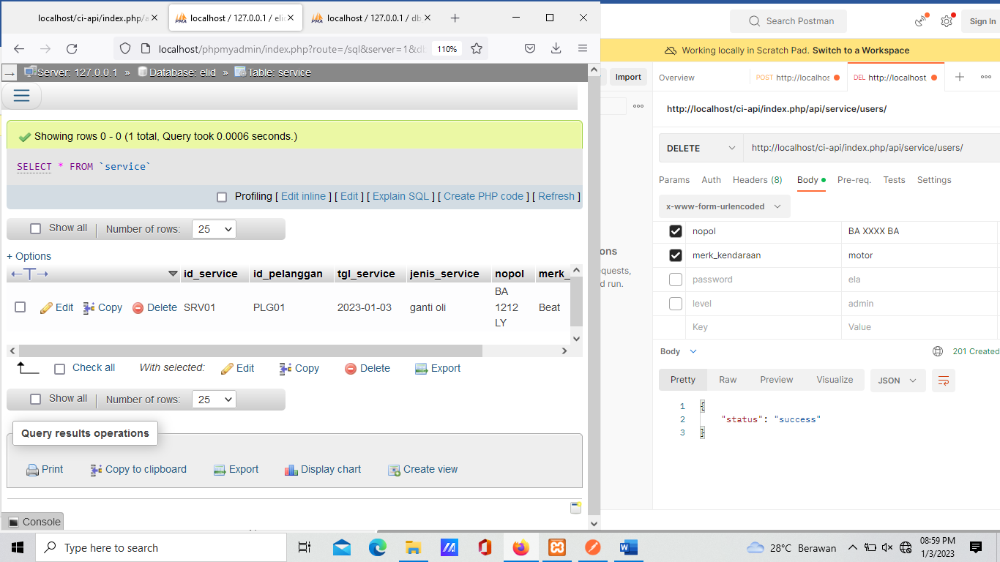 localhost/ci-api/index.php/a
localhost / 127.0.0.1 / elid
localhost / 127.0.0.1 / db
localhost/phpmyadmin/index.php?route=/sql&server=1&db
110%
Server: 127.0.0.1 » Database: elid » Table: service
Showing rows 0 - 0 (1 total, Query took 0.0006 seconds.)
SELECT * FROM `service`
Profiling [ Edit inline ] [ Edit ] [ Explain SQL ] [ Create PHP code ] [ Refresh ]
Show all | Number of rows: 25
+ Options
id_service id_pelanggan tgl_service jenis_service nopol merk_
Edit Copy Delete SRV01 PLG01 2023-01-03 ganti oli BA 1212 LY Beat
Check all With selected: Edit Copy Delete Export
Show all | Number of rows: 25
Query results operations
Print Copy to clipboard Export Display chart Create view
Console
Search Postman
Sign In
Working locally in Scratch Pad. Switch to a Workspace
Import
Overview
POST http://localhos
DEL http://localhost
http://localhost/ci-api/index.php/api/service/users/
DELETE http://localhost/ci-api/index.php/api/service/users/
Params Auth Headers (8) Body Pre-req. Tests Settings
x-www-form-urlencoded
nopol BA XXXX BA
merk_kendaraan motor
password ela
level admin
Key Value
ons
quests,
d run.
Body 201 Created
Pretty Raw Preview Visualize JSON
1 {
2 "status": "success"
3 }
Type here to search
28°C Berawan
08:59 PM
1/3/2023